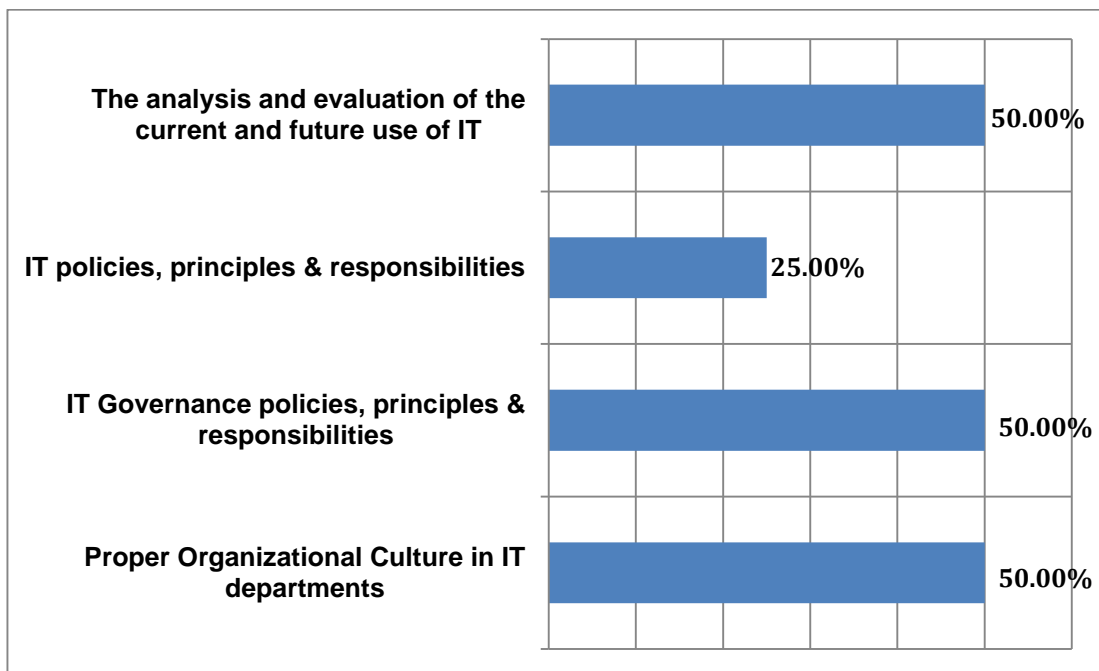 The analysis and evaluation of the
current and future use of IT
50.00%
IT policies, principles & responsibilities
25.00%
IT Governance policies, principles &
responsibilities
50.00%
Proper Organizational Culture in IT
departments
50.00%